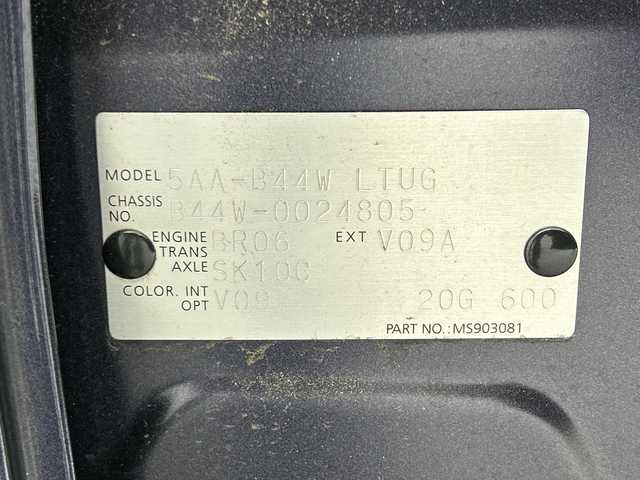 MODEL 5AA-B44W LTUG
CHASSIS NO. B44W-0024805
ENGINE BR06 EXT V09A
TRANS AXLE SK10C
COLOR. INT OPT V09 20G 600
PART NO.:MS903081